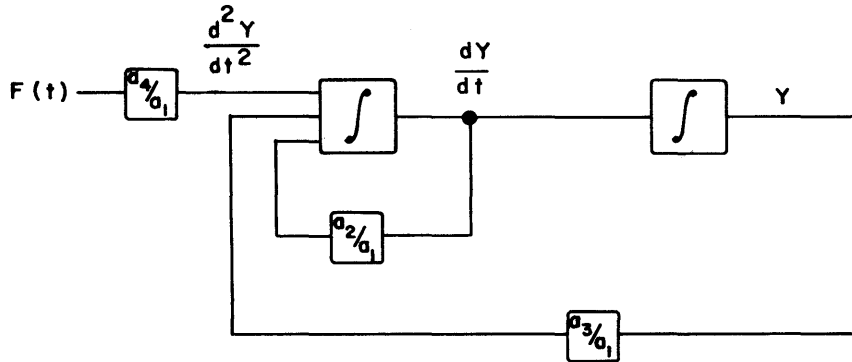 d²Y/dt²
dY/dt
F (t)
a₄/a₁
∫
∫
Y
a₂/a₁
a₃/a₁